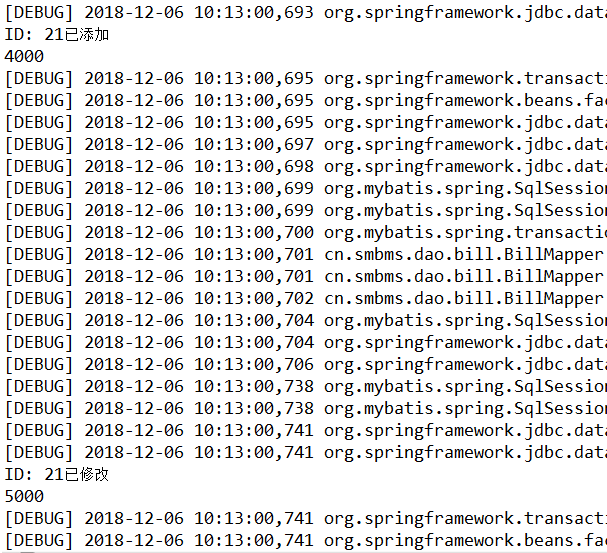 [DEBUG] 2018-12-06 10:13:00,693 org.springframework.jdbc.data
ID: 21已添加
4000
[DEBUG] 2018-12-06 10:13:00,695 org.springframework.transacti
[DEBUG] 2018-12-06 10:13:00,695 org.springframework.beans.fac
[DEBUG] 2018-12-06 10:13:00,695 org.springframework.jdbc.data
[DEBUG] 2018-12-06 10:13:00,697 org.springframework.jdbc.data
[DEBUG] 2018-12-06 10:13:00,698 org.springframework.jdbc.data
[DEBUG] 2018-12-06 10:13:00,699 org.mybatis.spring.SqlSession
[DEBUG] 2018-12-06 10:13:00,699 org.mybatis.spring.SqlSession
[DEBUG] 2018-12-06 10:13:00,700 org.mybatis.spring.transactio
[DEBUG] 2018-12-06 10:13:00,701 cn.smbms.dao.bill.BillMapper
[DEBUG] 2018-12-06 10:13:00,701 cn.smbms.dao.bill.BillMapper
[DEBUG] 2018-12-06 10:13:00,702 cn.smbms.dao.bill.BillMapper
[DEBUG] 2018-12-06 10:13:00,704 org.mybatis.spring.SqlSession
[DEBUG] 2018-12-06 10:13:00,704 org.springframework.jdbc.data
[DEBUG] 2018-12-06 10:13:00,706 org.springframework.jdbc.data
[DEBUG] 2018-12-06 10:13:00,738 org.mybatis.spring.SqlSession
[DEBUG] 2018-12-06 10:13:00,738 org.mybatis.spring.SqlSession
[DEBUG] 2018-12-06 10:13:00,741 org.springframework.jdbc.data
[DEBUG] 2018-12-06 10:13:00,741 org.springframework.jdbc.data
ID: 21已修改
5000
[DEBUG] 2018-12-06 10:13:00,741 org.springframework.transacti
[DEBUG] 2018-12-06 10:13:00,741 org.springframework.beans.fac